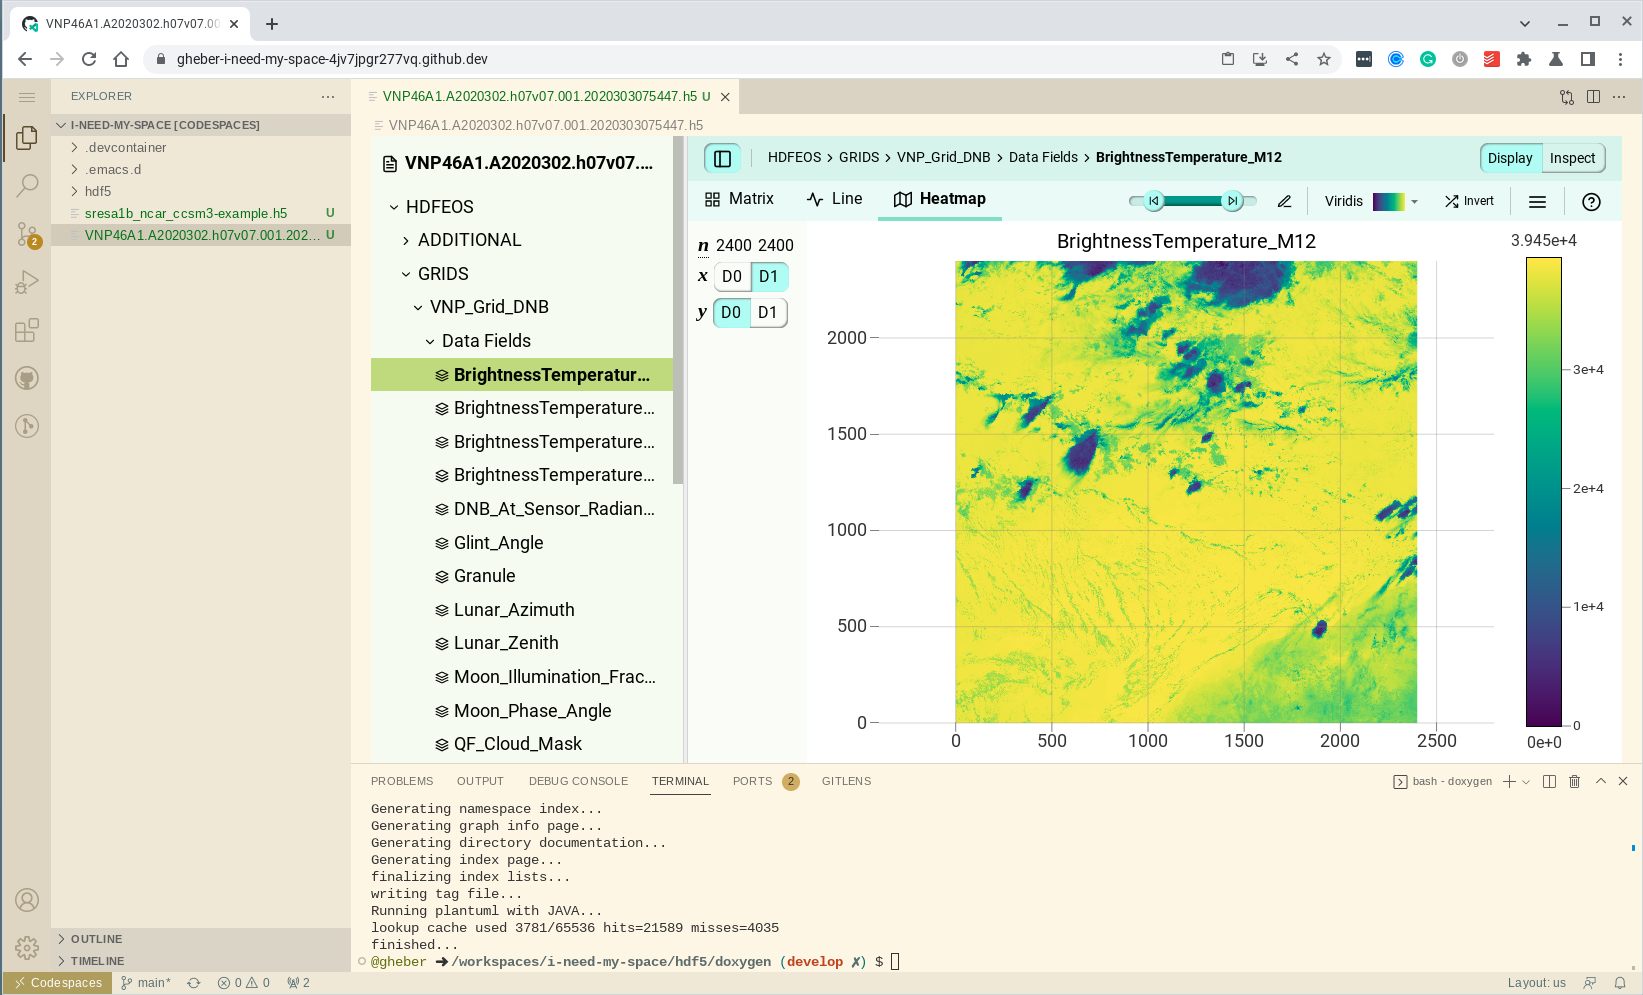 VNP46A1.A2020302.h07v07.00
gheber-i-need-my-space-4jv7jpgr277vq.github.dev
EXPLORER
I-NEED-MY-SPACE [CODESPACES]
.devcontainer
.emacs.d
hdf5
sresa1b_ncar_ccsm3-example.h5 U
VNP46A1.A2020302.h07v07.001.202... U
2
OUTLINE
TIMELINE
VNP46A1.A2020302.h07v07.001.2020303075447.h5 U
VNP46A1.A2020302.h07v07.001.2020303075447.h5
VNP46A1.A2020302.h07v07....
HDFEOS
ADDITIONAL
GRIDS
VNP_Grid_DNB
Data Fields
BrightnessTemperatur...
BrightnessTemperature...
BrightnessTemperature...
BrightnessTemperature...
DNB_At_Sensor_Radian...
Glint_Angle
Granule
Lunar_Azimuth
Lunar_Zenith
Moon_Illumination_Frac...
Moon_Phase_Angle
QF_Cloud_Mask
HDFEOS > GRIDS > VNP_Grid_DNB > Data Fields > BrightnessTemperature_M12
Display Inspect
Matrix Line Heatmap
Viridis
Invert
n 2400 2400
x D0 D1
y D0 D1
BrightnessTemperature_M12
2000
1500
1000
500
0
0 500 1000 1500 2000 2500
3.945e+4
3e+4
2e+4
1e+4
0
0e+0
PROBLEMS OUTPUT DEBUG CONSOLE TERMINAL PORTS 2 GITLENS
bash - doxygen
Generating namespace index...
Generating graph info page...
Generating directory documentation...
Generating index page...
finalizing index lists...
writing tag file...
Running plantuml with JAVA...
lookup cache used 3781/65536 hits=21589 misses=4035
finished...
@gheber ➜ /workspaces/i-need-my-space/hdf5/doxygen (develop ✗) $
Codespaces main* 0 0 2
Layout: us